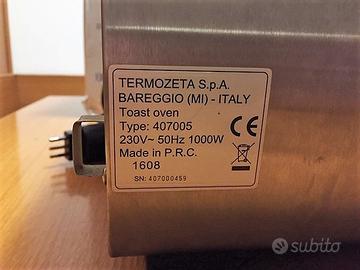 TERMOZETA S.p.A.
BAREGGIO (MI) - ITALY
Toast oven
Type: 407005
230V~ 50Hz 1000W
Made in P.R.C.
1608
SN: 407000459
CE
subito